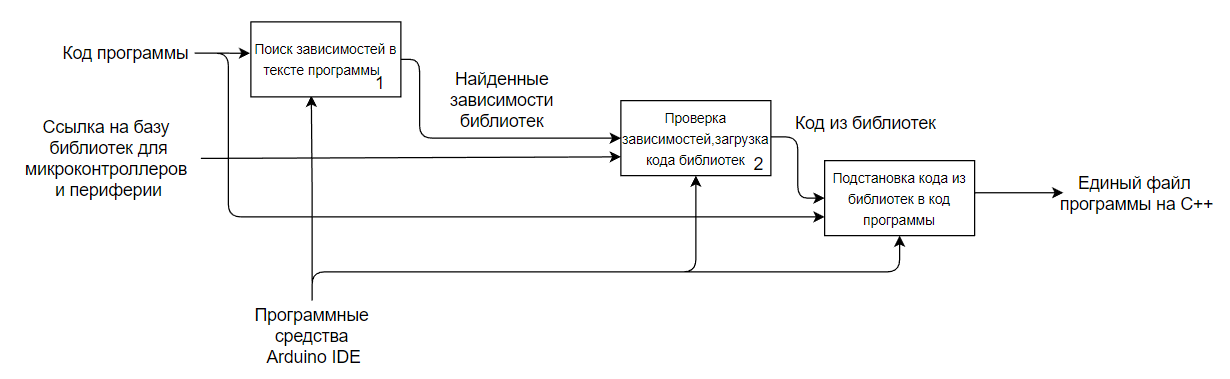 Код программы
Поиск зависимостей в
тексте программы
1
Найденные
зависимости
библиотек
Ссылка на базу
библиотек для
микроконтроллеров
и периферии
Проверка
зависимостей,загрузка
кода библиотек
2
Код из библиотек
Подстановка кода из
библиотек в код
программы
Единый файл
программы на С++
Программные
средства
Arduino IDE